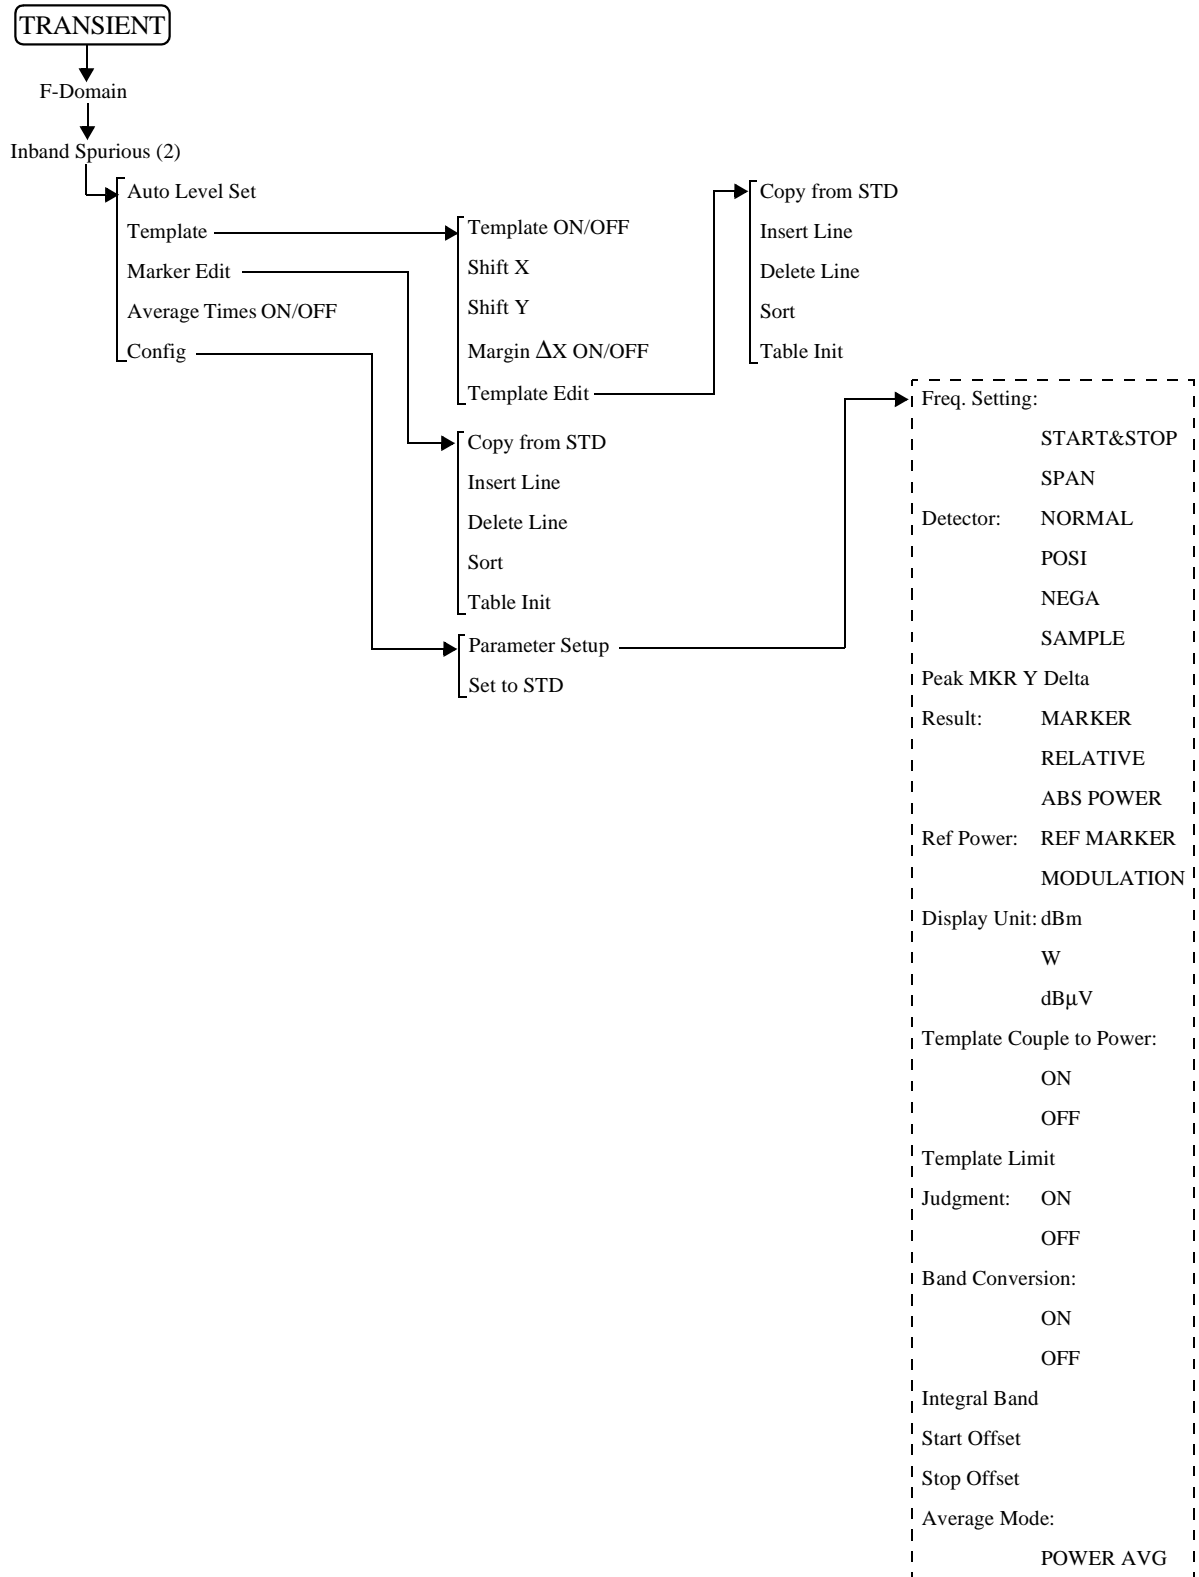 TRANSIENT
F-Domain
Inband Spurious (2)
Auto Level Set
Template
Marker Edit
Average Times ON/OFF
Config
Template ON/OFF
Shift X
Shift Y
Margin ΔX ON/OFF
Template Edit
Copy from STD
Insert Line
Delete Line
Sort
Table Init
Copy from STD
Insert Line
Delete Line
Sort
Table Init
Parameter Setup
Set to STD
Freq. Setting:
START&STOP
SPAN
Detector: NORMAL
POSI
NEGA
SAMPLE
Peak MKR Y Delta
Result: MARKER
RELATIVE
ABS POWER
Ref Power: REF MARKER
MODULATION
Display Unit: dBm
W
dBµV
Template Couple to Power:
ON
OFF
Template Limit
Judgment: ON
OFF
Band Conversion:
ON
OFF
Integral Band
Start Offset
Stop Offset
Average Mode:
POWER AVG